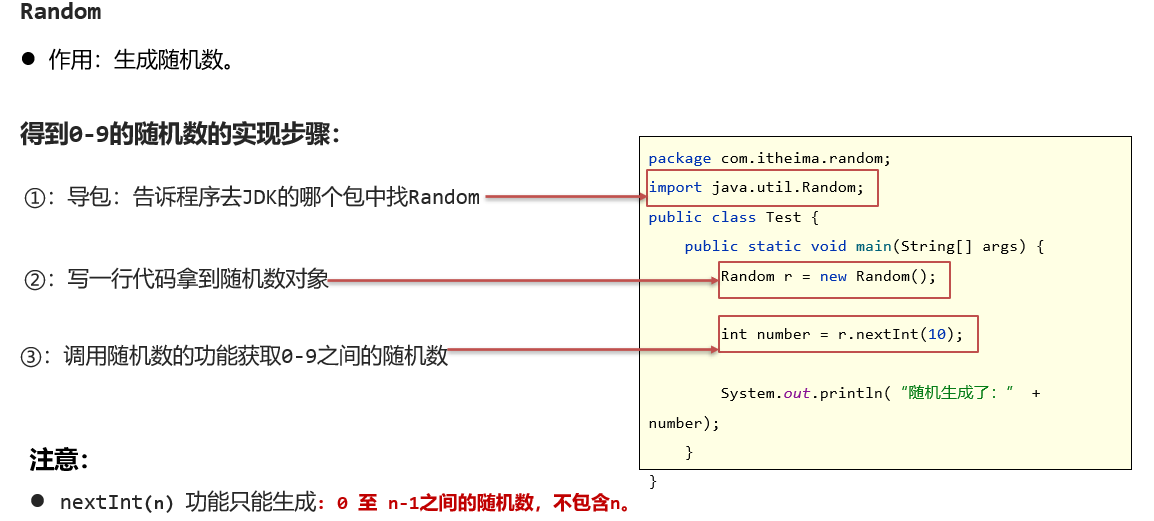 Random
● 作用：生成随机数。
得到0-9的随机数的实现步骤：
①：导包：告诉程序去JDK的哪个包中找Random
②：写一行代码拿到随机数对象
③：调用随机数的功能获取0-9之间的随机数
package com.itheima.random;
import java.util.Random;
public class Test {
    public static void main(String[] args) {
        Random r = new Random();
        int number = r.nextInt(10);
        System.out.println(“随机生成了：” +
number);
    }
}
注意：
● nextInt(n) 功能只能生成：0 至 n-1之间的随机数，不包含n。